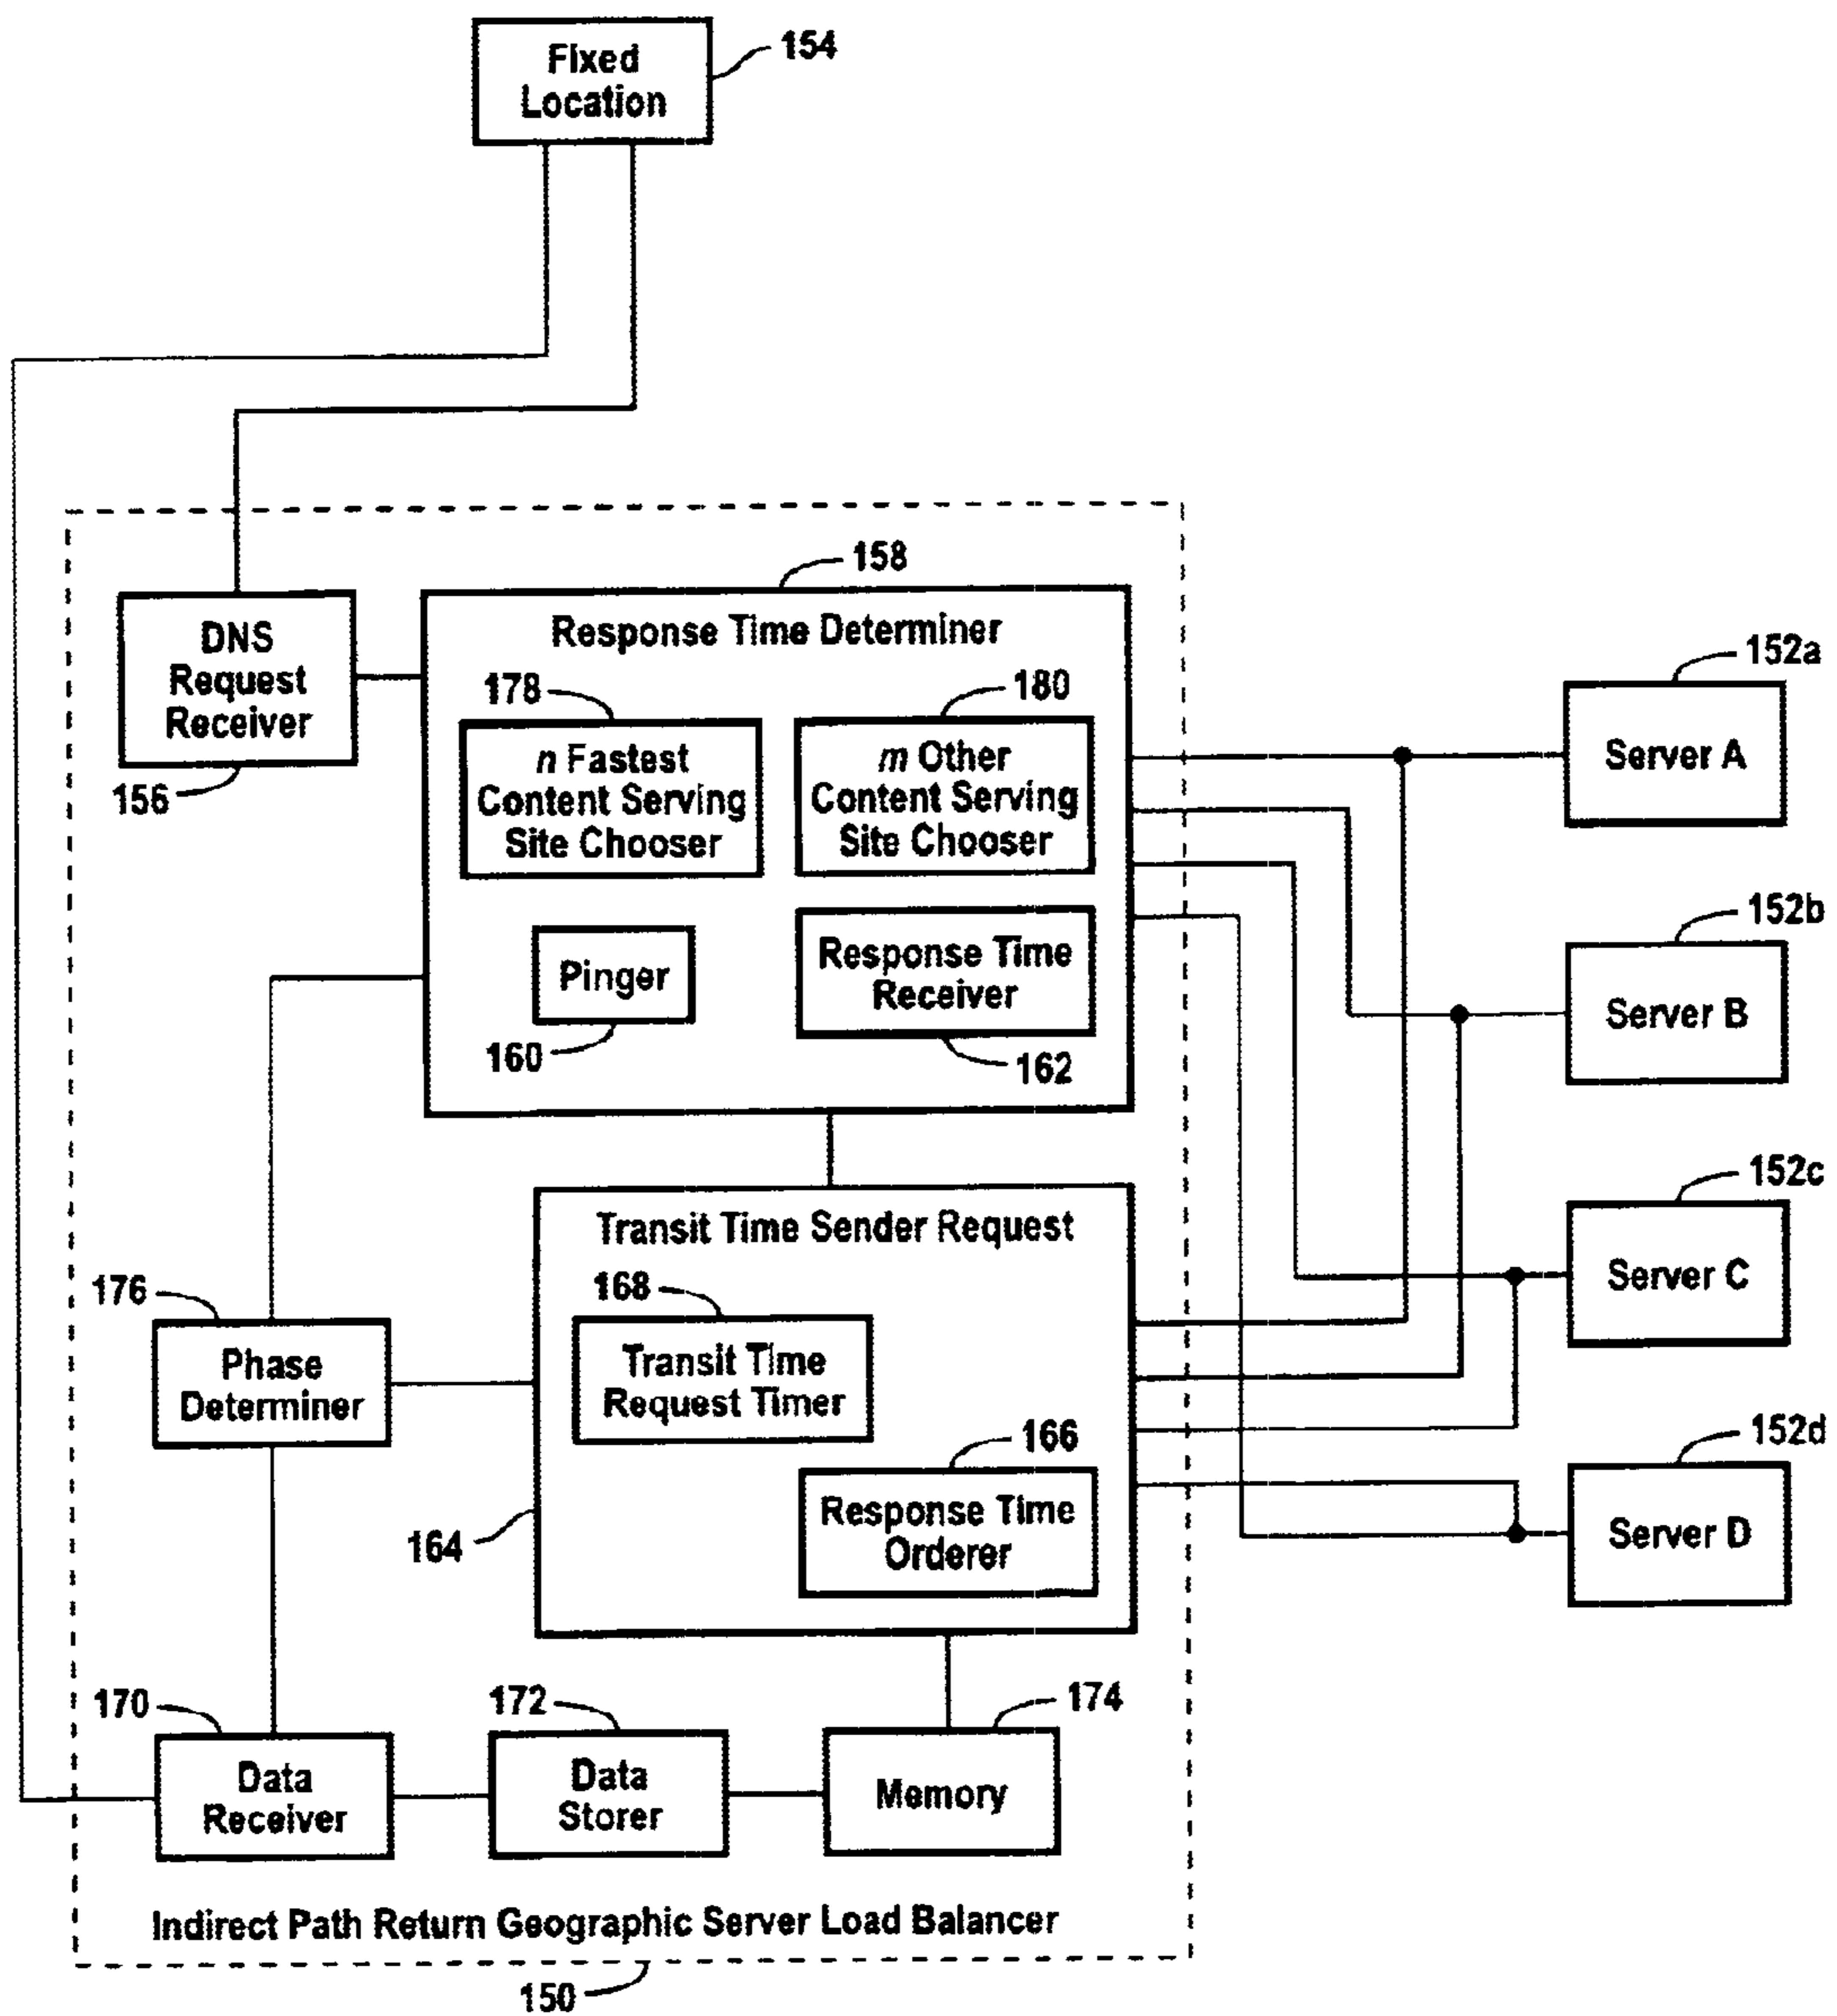 Fixed
Location
154
158
Response Time Determiner
DNS
Request
Receiver
156
178
n Fastest
Content Serving
Site Chooser
180
m Other
Content Serving
Site Chooser
Pinger
160
Response Time
Receiver
162
152a
Server A
152b
Server B
152c
Server C
152d
Server D
Transit Time Sender Request
168
Transit Time
Request Timer
166
Response Time
Orderer
164
176
Phase
Determiner
170
Data
Receiver
172
Data
Storer
174
Memory
Indirect Path Return Geographic Server Load Balancer
150